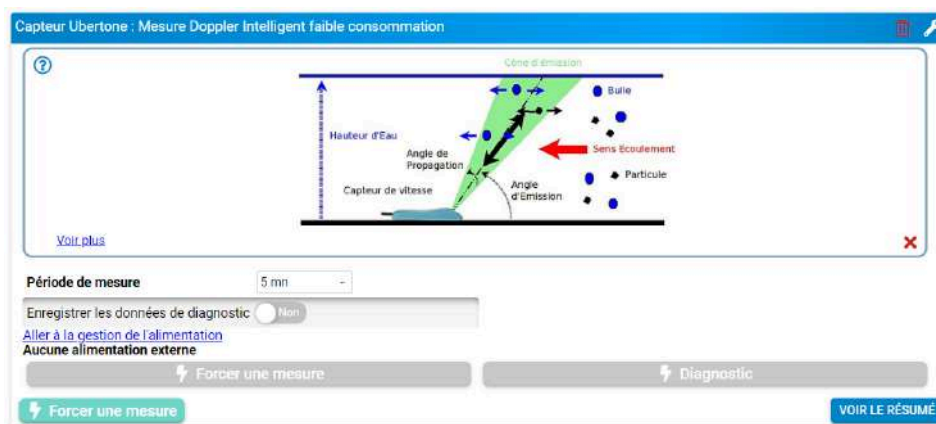 Capteur Ubertone : Mesure Doppler Intelligent faible consommation
Cône d'émission
Bulle
Hauteur d'Eau
Sens Ecoulement
Angle de
Propagation
Particule
Capteur de vitesse
Angle
d'Emission
Voir plus
Période de mesure
5 mn
Enregistrer les données de diagnostic
Non
Aller à la gestion de l'alimentation
Aucune alimentation externe
Forcer une mesure
Diagnostic
Forcer une mesure
VOIR LE RÉSUMÉ